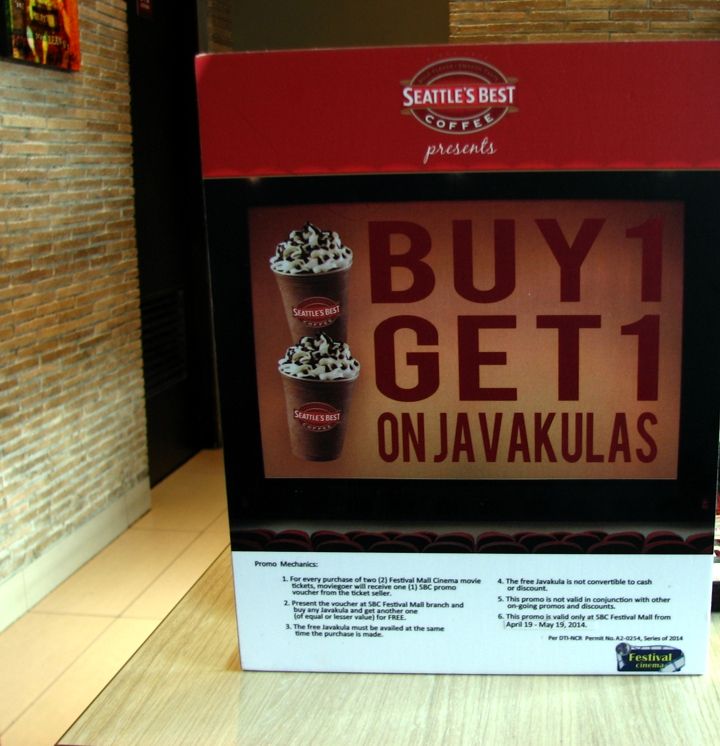 SEATTLE'S BEST
COFFEE
presents
BUY 1
GET 1
ON JAVAKULAS
SEATTLE'S BEST
COFFEE
SEATTLE'S BEST
COFFEE
Promo Mechanics:
1. For every purchase of two (2) Festival Mall Cinema movie
tickets, moviegoer will receive one (1) SBC promo
voucher from the ticket seller.
2. Present the voucher at SBC Festival Mall branch and
buy any Javakula and get another one
(of equal or lesser value) for FREE.
3. The free Javakula must be availed at the same
time the purchase is made.
4. The free Javakula is not convertible to cash
or discount.
5. This promo is not valid in conjunction with other
on-going promos and discounts.
6. This promo is valid only at SBC Festival Mall from
April 19 - May 19, 2014.
Per DTI-NCR Permit No. A2-0254, Series of 2014
Festival
cinema